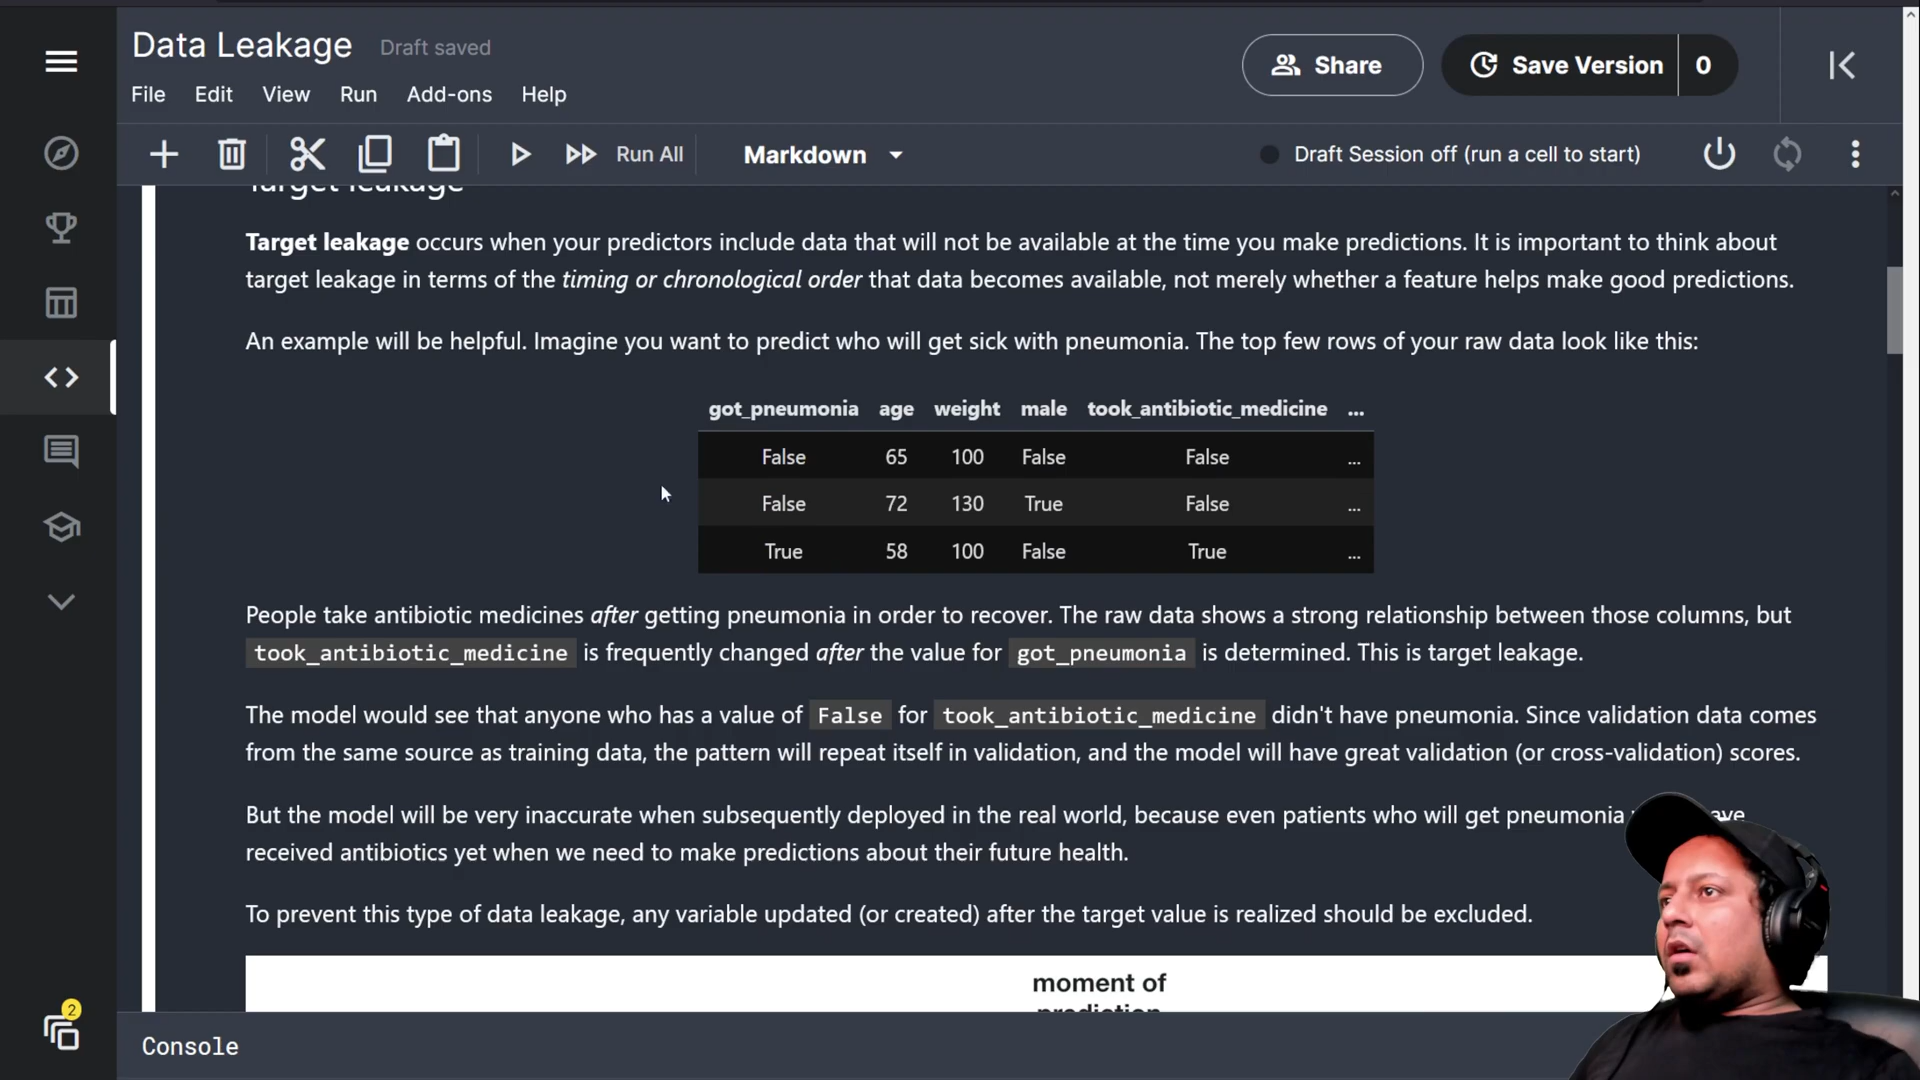 Data Leakage Draft saved
Share
Save Version 0
File Edit View Run Add-ons Help
Run All
Markdown
Draft Session off (run a cell to start)
Target leakage
Target leakage occurs when your predictors include data that will not be available at the time you make predictions. It is important to think about
target leakage in terms of the timing or chronological order that data becomes available, not merely whether a feature helps make good predictions.
An example will be helpful. Imagine you want to predict who will get sick with pneumonia. The top few rows of your raw data look like this:
got_pneumonia age weight male took_antibiotic_medicine ...
False 65 100 False False ...
False 72 130 True False ...
True 58 100 False True ...
People take antibiotic medicines after getting pneumonia in order to recover. The raw data shows a strong relationship between those columns, but
took_antibiotic_medicine is frequently changed after the value for got_pneumonia is determined. This is target leakage.
The model would see that anyone who has a value of False for took_antibiotic_medicine didn't have pneumonia. Since validation data comes
from the same source as training data, the pattern will repeat itself in validation, and the model will have great validation (or cross-validation) scores.
But the model will be very inaccurate when subsequently deployed in the real world, because even patients who will get pneumonia
received antibiotics yet when we need to make predictions about their future health.
To prevent this type of data leakage, any variable updated (or created) after the target value is realized should be excluded.
moment of
prediction
2
Console